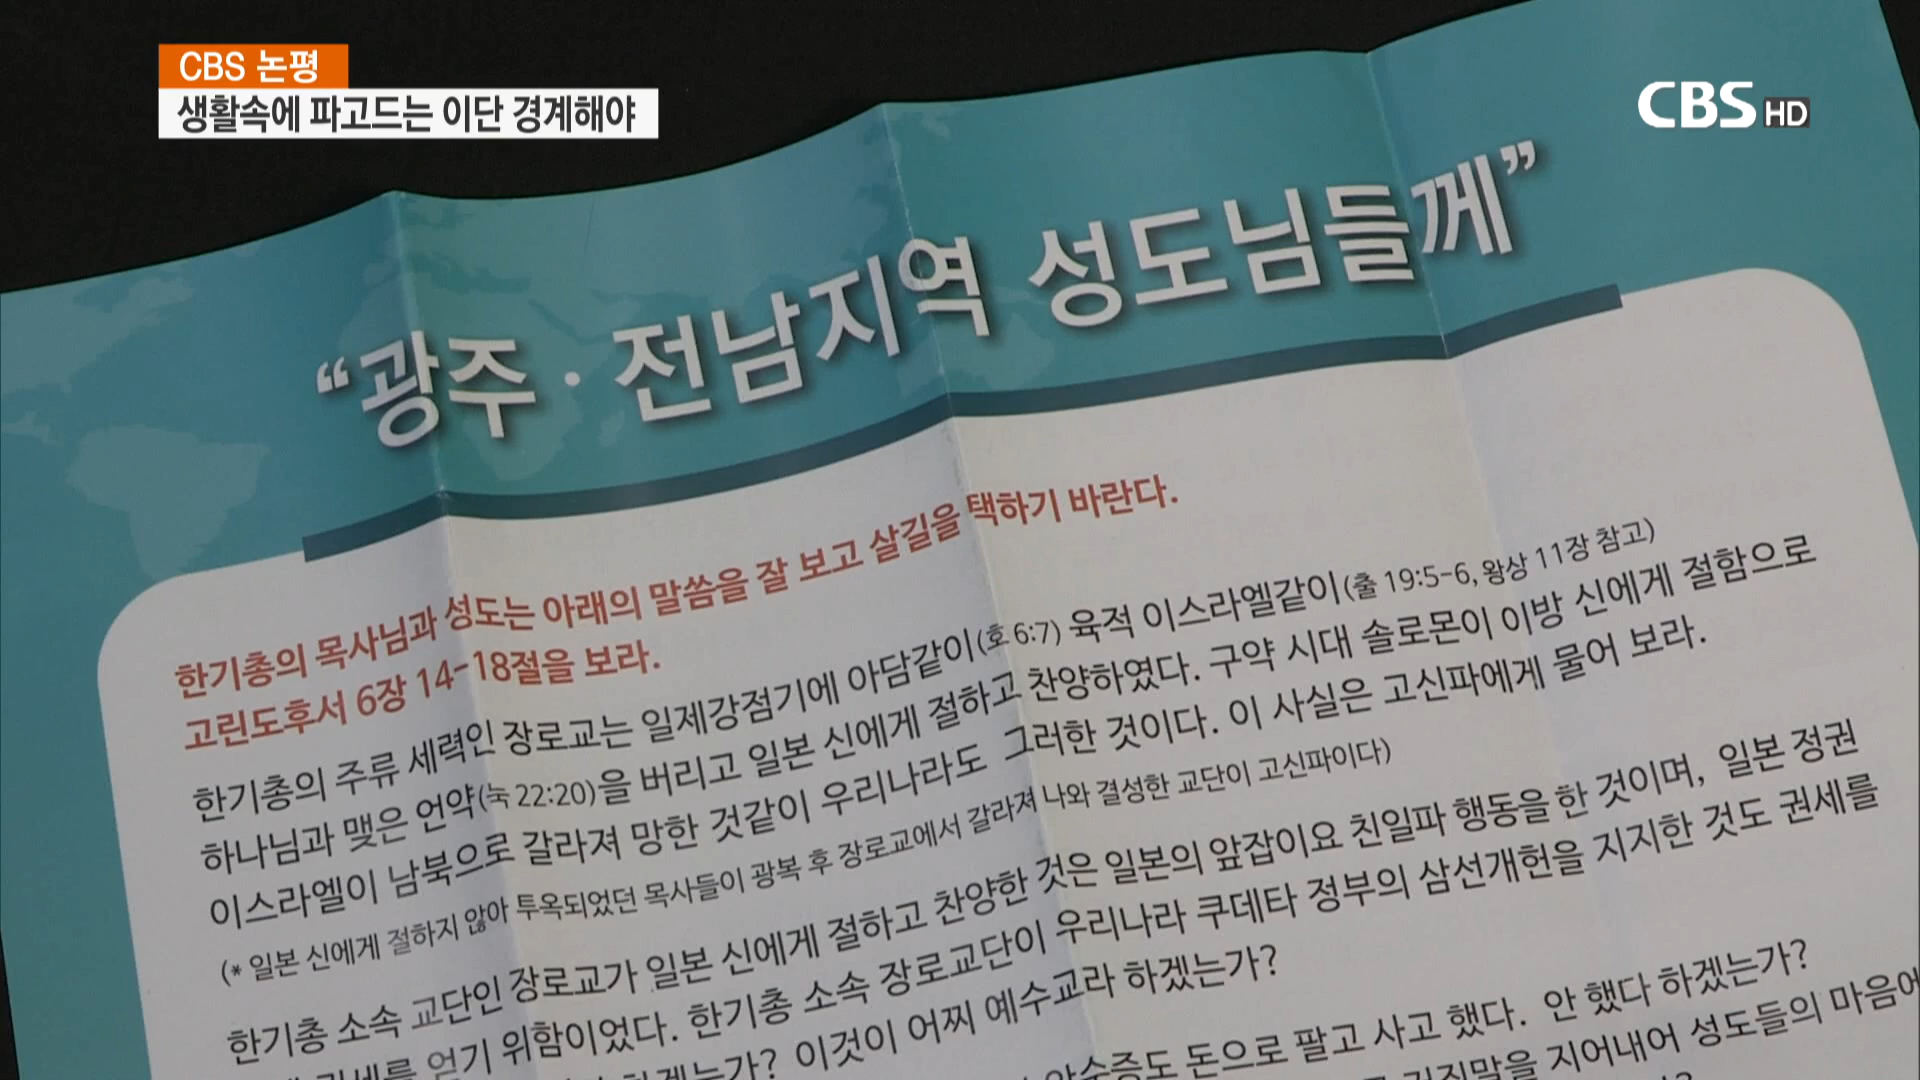 CBS 논평
생활속에 파고드는 이단 경계해야
CBS HD
“광주 · 전남지역 성도님들께”
한기총의 목사님과 성도는 아래의 말씀을 잘 보고 살길을 택하기 바란다.
고린도후서 6장 14-18절을 보라.
한기총의 주류 세력인 장로교는 일제강점기에 아담같이(호 6:7) 육적 이스라엘같이(출 19:5-6, 왕상 11장 참고)
하나님과 맺은 언약(눅 22:20)을 버리고 일본 신에게 절하고 찬양하였다. 구약 시대 솔로몬이 이방 신에게 절함으로
이스라엘이 남북으로 갈라져 망한 것같이 우리나라도 그러한 것이다. 이 사실은 고신파에게 물어 보라.
(* 일본 신에게 절하지 않아 투옥되었던 목사들이 광복 후 장로교에서 갈라져 나와 결성한 교단이 고신파이다)
한기총 소속 교단인 장로교가 일본 신에게 절하고 찬양한 것은 일본의 앞잡이요 친일파 행동을 한 것이며, 일본 정권
권세를 얻기 위함이었다. 한기총 소속 장로교단이 우리나라 쿠데타 정부의 삼선개헌을 지지한 것도 권세를
하겠는가? 이것이 어찌 예수교라 하겠는가?
안수증도 돈으로 팔고 사고 했다. 안 했다 하겠는가?
거짓말을 지어내어 성도들의 마음에